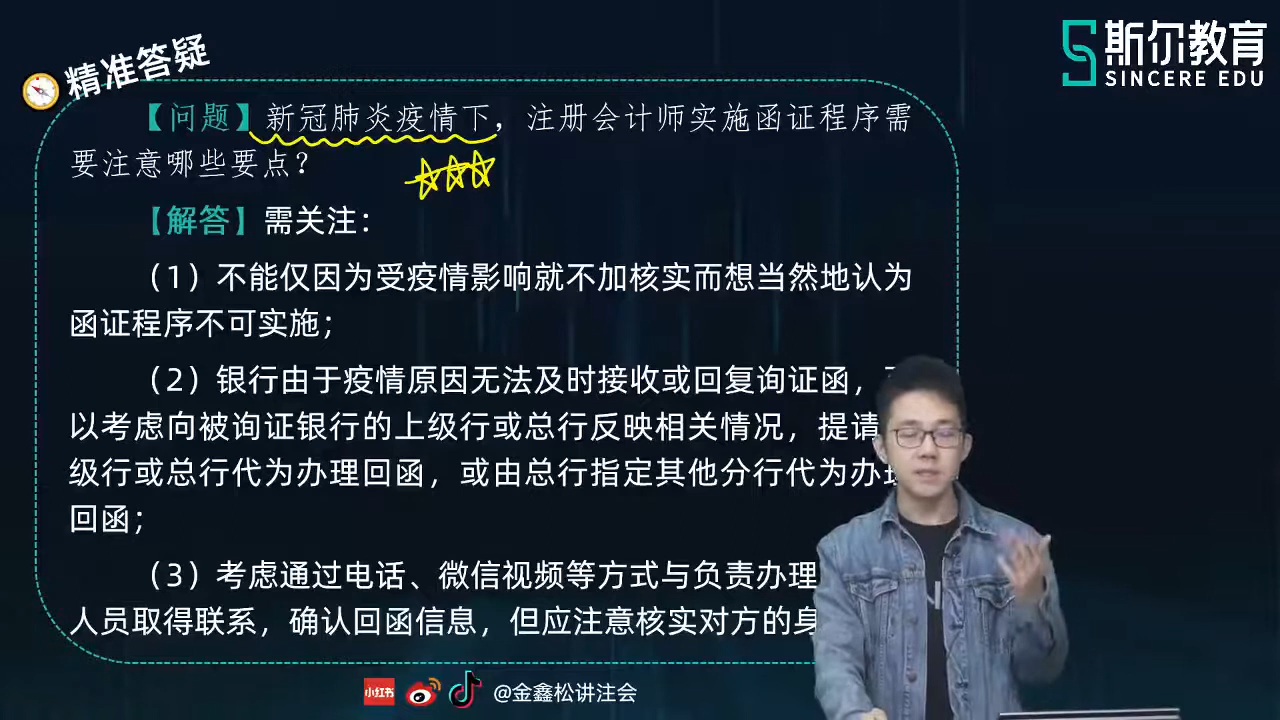 精准答疑
斯尔教育
SINCERE EDU
【问题】新冠肺炎疫情下，注册会计师实施函证程序需
要注意哪些要点？
【解答】需关注：
（1）不能仅因为受疫情影响就不加核实而想当然地认为
函证程序不可实施；
（2）银行由于疫情原因无法及时接收或回复询证函，
以考虑向被询证银行的上级行或总行反映相关情况，提请
级行或总行代为办理回函，或由总行指定其他分行代为办理
回函；
（3）考虑通过电话、微信视频等方式与负责办理
人员取得联系，确认回函信息，但应注意核实对方的身
小红书
@金鑫松讲注会